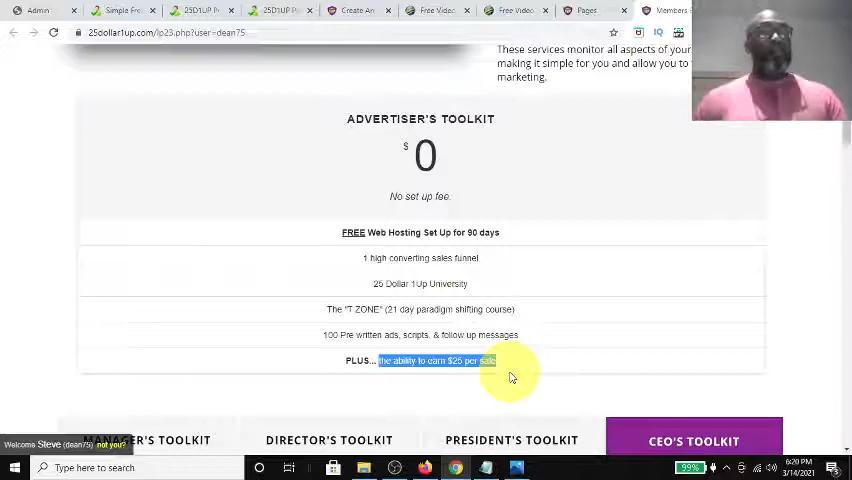 Admin
Simple Fre
25D1UP Po
25D1UP P
Create An
Free Video
Free Video
Pages
Members
25dollar1up.com/lp23.php?user=dean75
These services monitor all aspects of your
making it simple for you and allow you to
marketing.
ADVERTISER'S TOOLKIT
$ 0
No set up fee.
FREE Web Hosting Set Up for 90 days
1 high converting sales funnel
25 Dollar 1Up University
The "T ZONE" (21 day paradigm shifting course)
100 Pre written ads, scripts, & follow up messages
PLUS... the ability to earn $25 per sale
Welcome Steve (dean75) not you?
MANAGER'S TOOLKIT
DIRECTOR'S TOOLKIT
PRESIDENT'S TOOLKIT
CEO'S TOOLKIT
Type here to search
99%
6:20 PM
3/14/2021